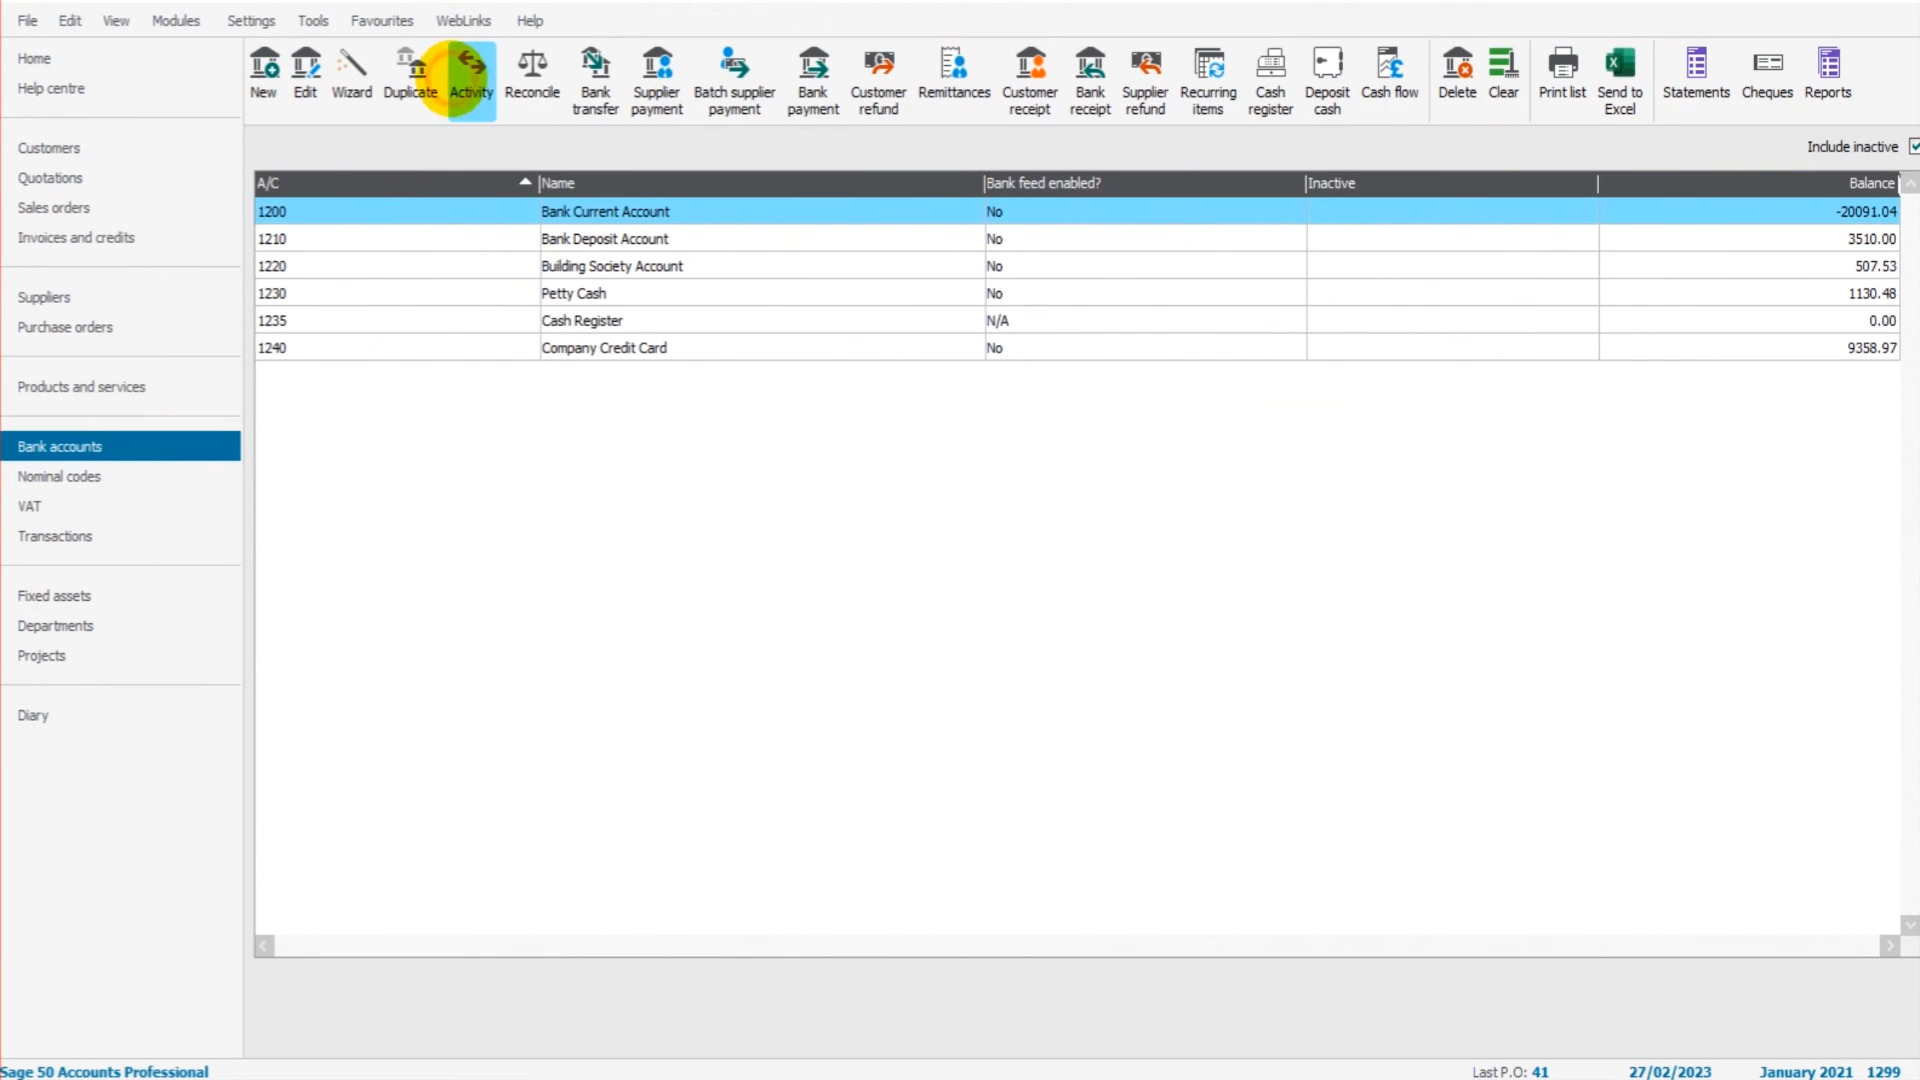 File Edit View Modules Settings Tools Favourites WebLinks Help
Home
Help centre
Customers
Quotations
Sales orders
Invoices and credits
Suppliers
Purchase orders
Products and services
Bank accounts
Nominal codes
VAT
Transactions
Fixed assets
Departments
Projects
Diary
New Edit Wizard Duplicate Activity Reconcile Bank transfer Supplier payment Batch supplier payment Bank payment Customer refund Remittances Customer receipt Bank receipt Supplier refund Recurring items Cash register Deposit cash Cash flow Delete Clear Print list Send to Excel Statements Cheques Reports
Include inactive
A/C Name Bank feed enabled? Inactive Balance
1200 Bank Current Account No -20091.04
1210 Bank Deposit Account No 3510.00
1220 Building Society Account No 507.53
1230 Petty Cash No 1130.48
1235 Cash Register N/A 0.00
1240 Company Credit Card No 9358.97
Sage 50 Accounts Professional Last P.O: 41 27/02/2023 January 2021 1299